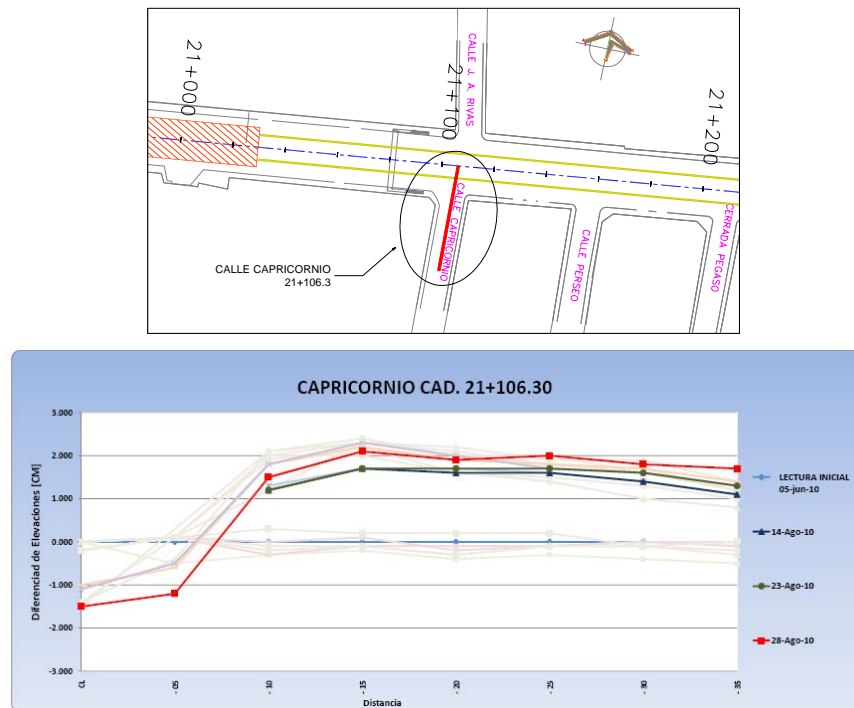 21+000
21+100
21+200
CALLE J. A. RIVAS
CALLE CAPRICORNIO
CALLE PERSEO
CERRADA PEGASO
CALLE CAPRICORNIO
21+106.3
CAPRICORNIO CAD. 21+106.30
Diferenciad de Elevaciones [CM]
3.000
2.000
1.000
0.000
-1.000
-2.000
-3.000
CL
- 05
- 10
- 15
- 20
- 25
- 30
- 35
Distancia
LECTURA INICIAL
05-jun-10
14-Ago-10
23-Ago-10
28-Ago-10